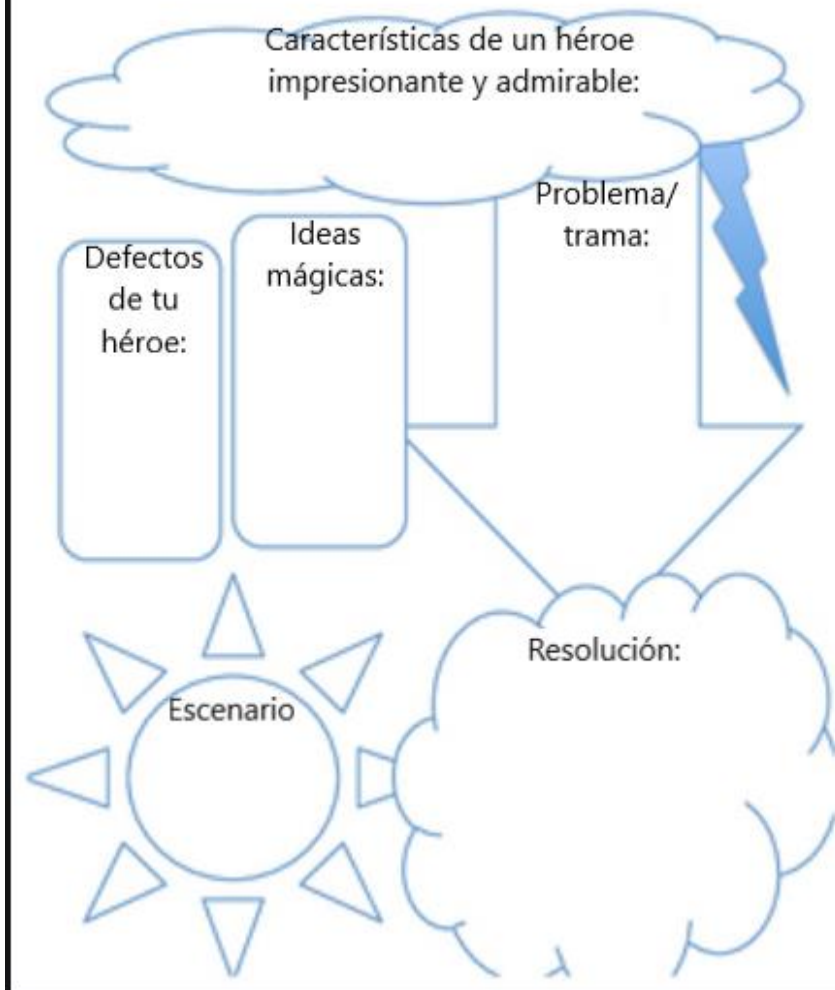 Características de un héroe
impresionante y admirable:
Defectos
de tu
héroe:
Ideas
mágicas:
Problema/
trama:
Escenario
Resolución: